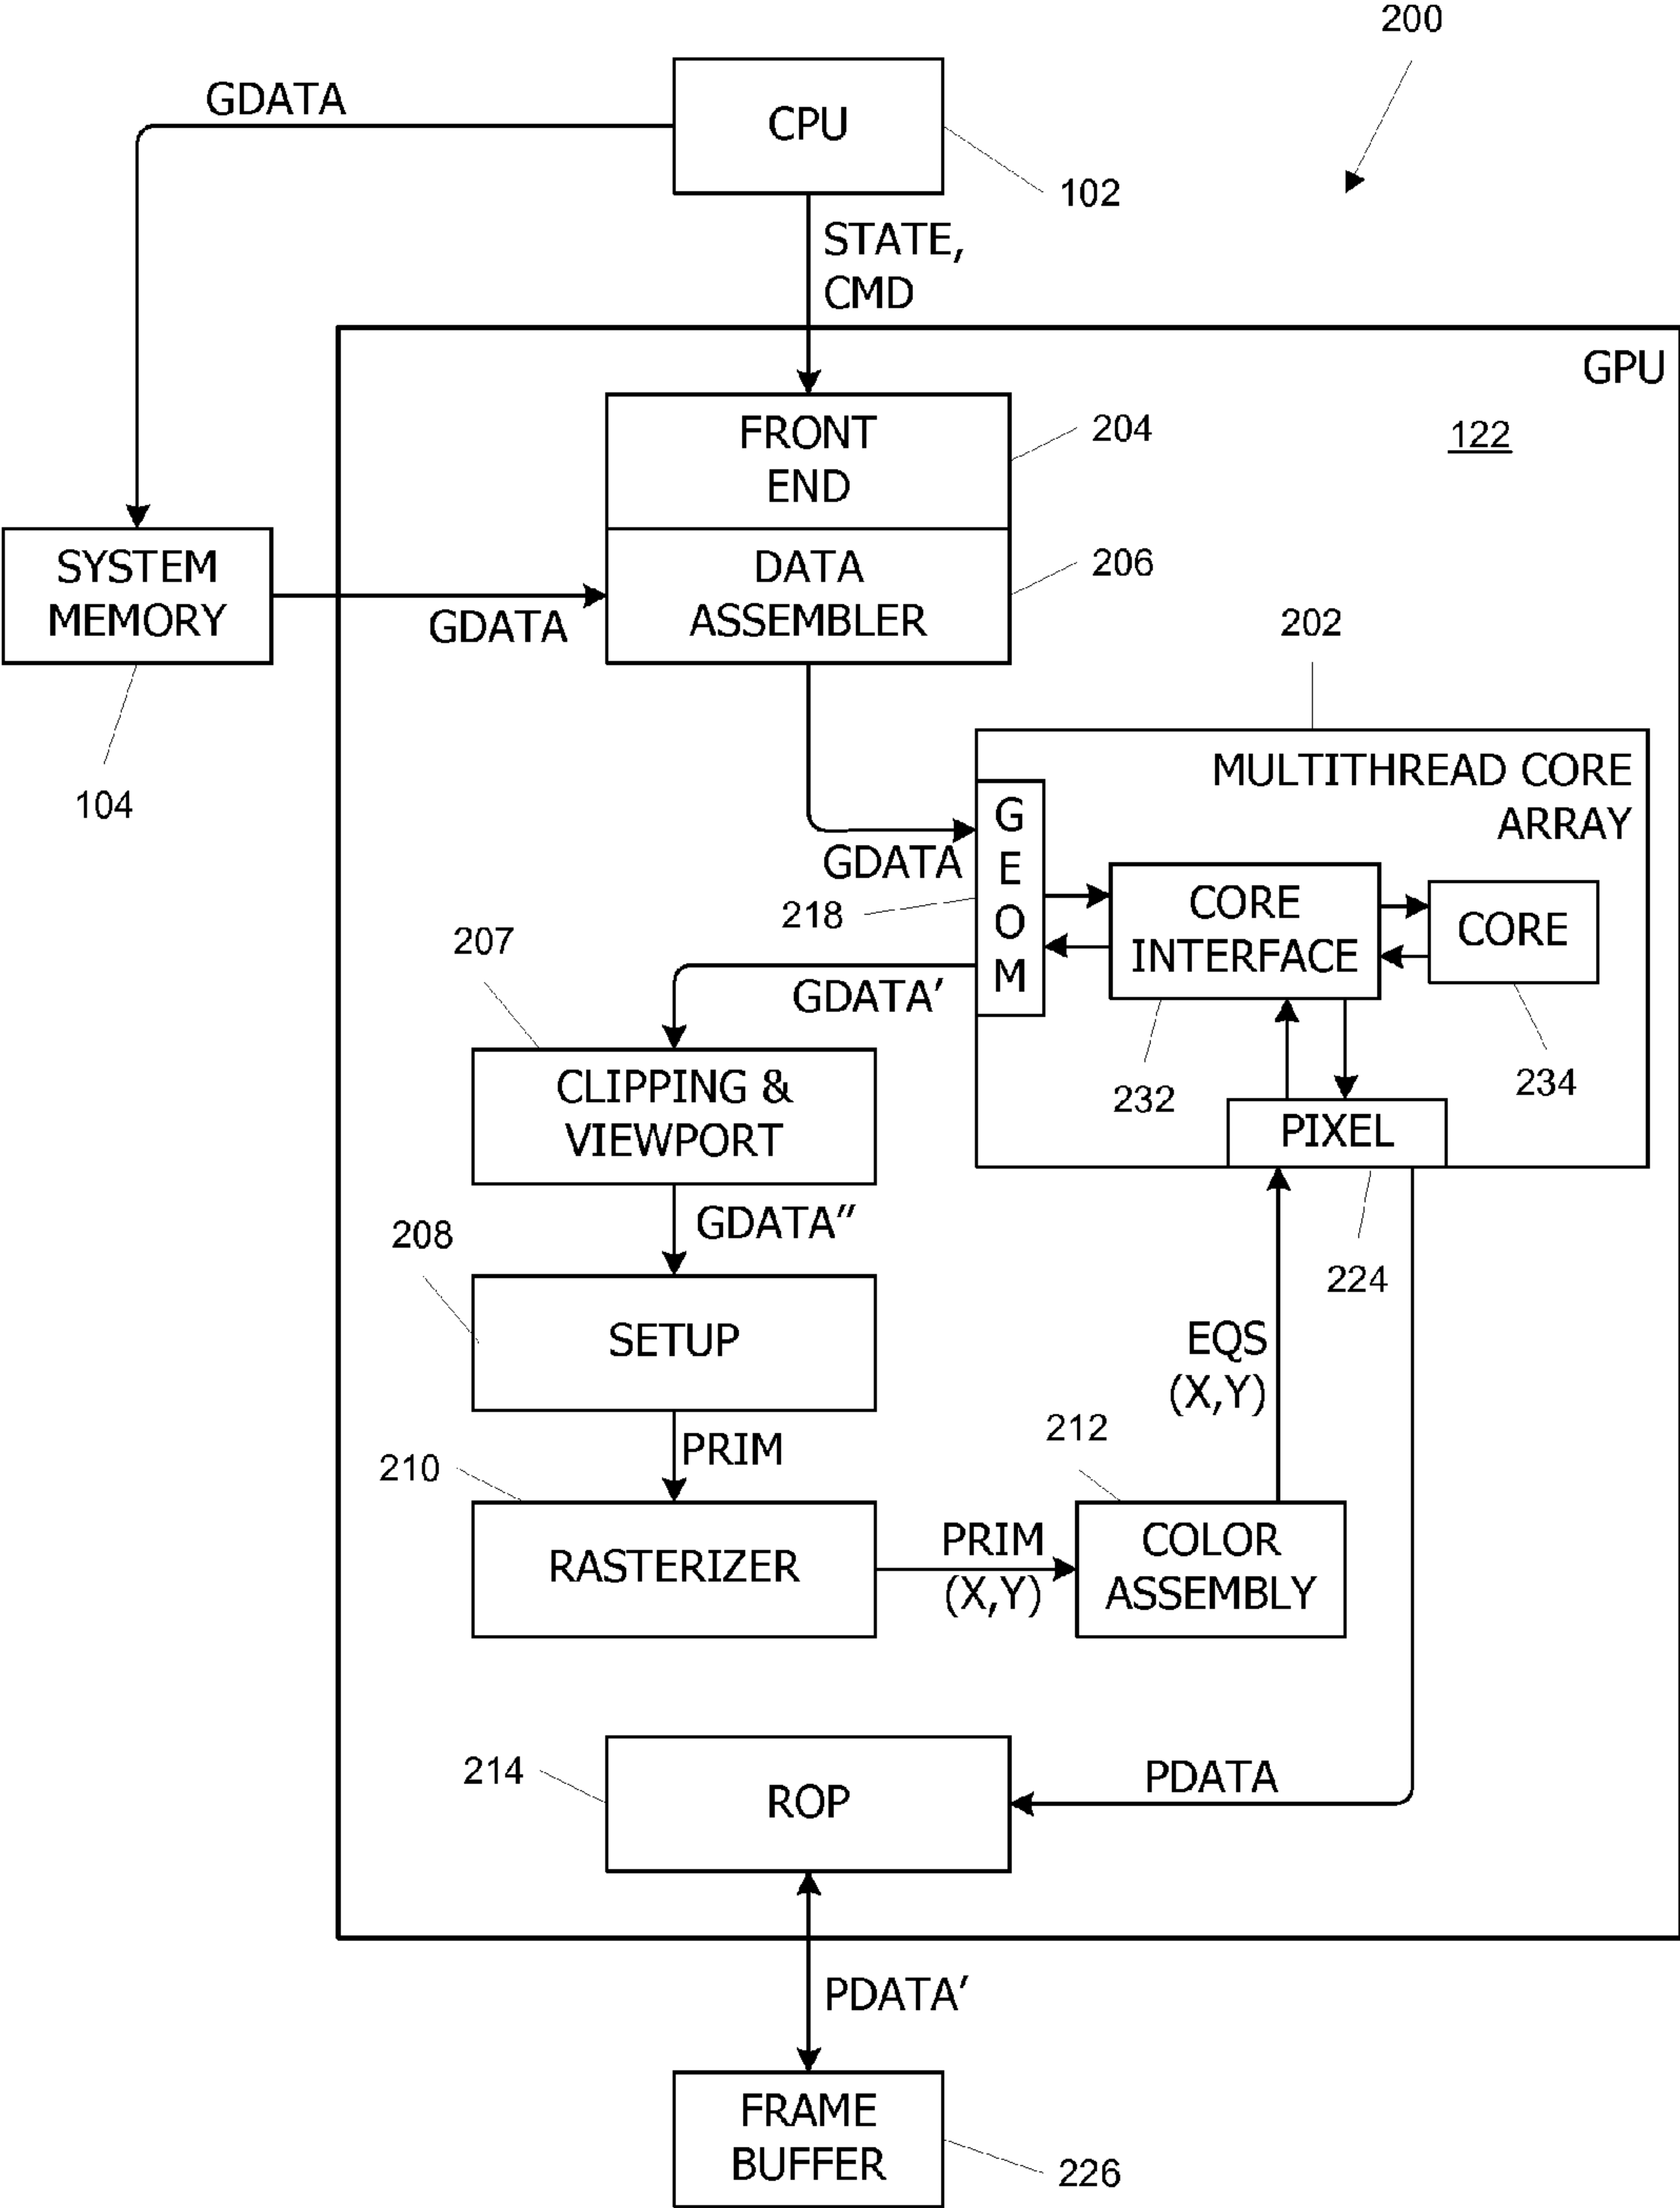 200
GDATA
CPU
102
STATE,
CMD
GPU
122
FRONT
END
204
SYSTEM
MEMORY
104
GDATA
DATA
ASSEMBLER
206
202
MULTITHREAD CORE
ARRAY
GDATA
218
G
E
O
M
CORE
INTERFACE
232
CORE
234
207
GDATA′
CLIPPING &
VIEWPORT
PIXEL
224
GDATA″
208
SETUP
EQS
(X,Y)
PRIM
210
RASTERIZER
PRIM
(X,Y)
212
COLOR
ASSEMBLY
214
ROP
PDATA
PDATA′
FRAME
BUFFER
226